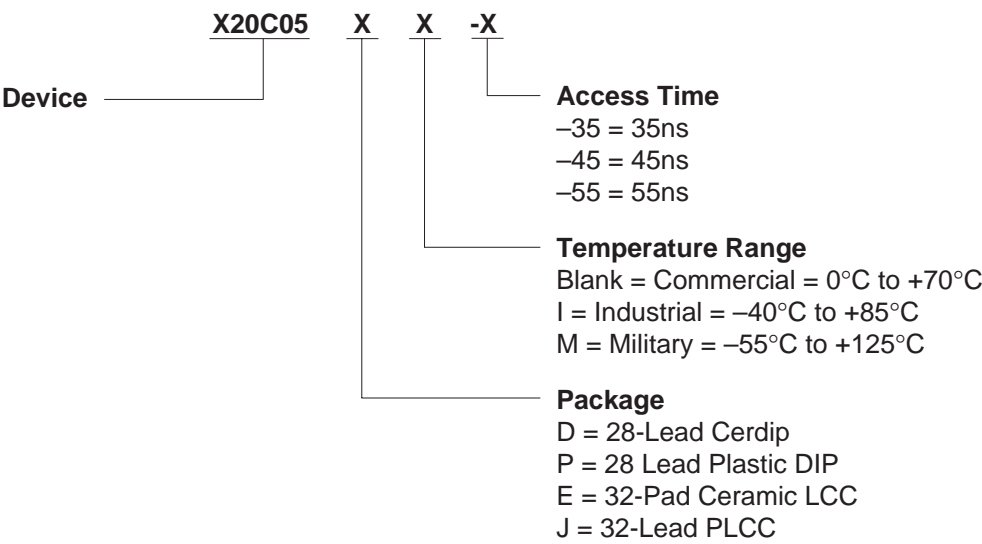 X20C05 X X -X
Device
Access Time
–35 = 35ns
–45 = 45ns
–55 = 55ns
Temperature Range
Blank = Commercial = 0°C to +70°C
I = Industrial = –40°C to +85°C
M = Military = –55°C to +125°C
Package
D = 28-Lead Cerdip
P = 28 Lead Plastic DIP
E = 32-Pad Ceramic LCC
J = 32-Lead PLCC